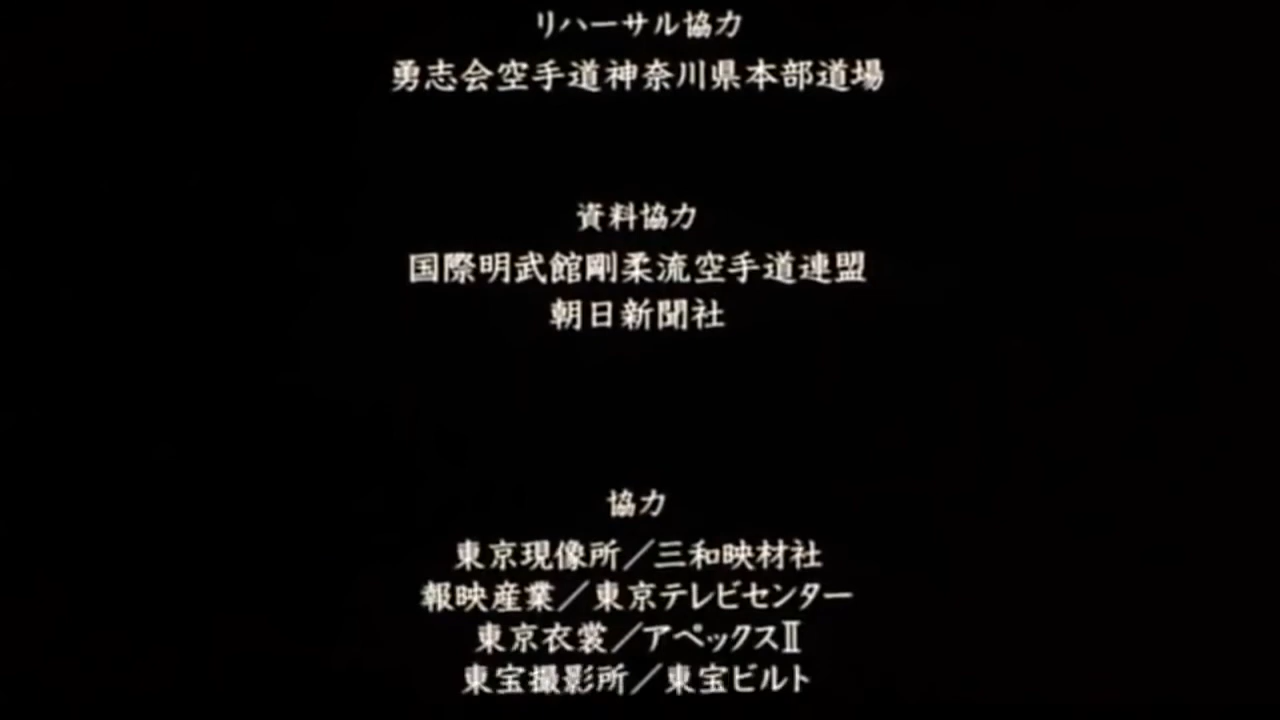 リハーサル協力
勇志会空手道神奈川県本部道場
資料協力
国際明武館剛柔流空手道連盟
朝日新聞社
協力
東京現像所／三和映材社
報映産業／東京テレビセンター
東京衣裳／アペックスⅡ
東宝撮影所／東宝ビルト